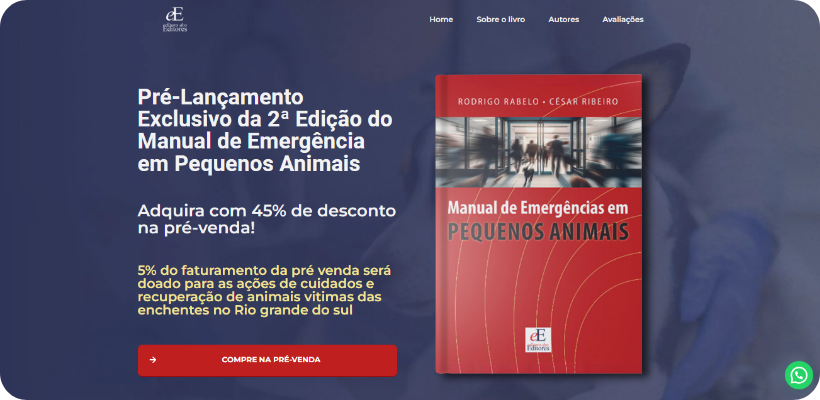 eE
Editores
Home Sobre o livro Autores Avaliações
Pré-Lançamento
Exclusivo da 2ª Edição do
Manual de Emergência
em Pequenos Animais
Adquira com 45% de desconto
na pré-venda!
5% do faturamento da pré venda será
doado para as ações de cuidados e
recuperação de animais vitimas das
enchentes no Rio grande do sul
COMPRE NA PRÉ-VENDA
RODRIGO RABELO • CÉSAR RIBEIRO
Manual de Emergências em
PEQUENOS ANIMAIS
eE
Editores